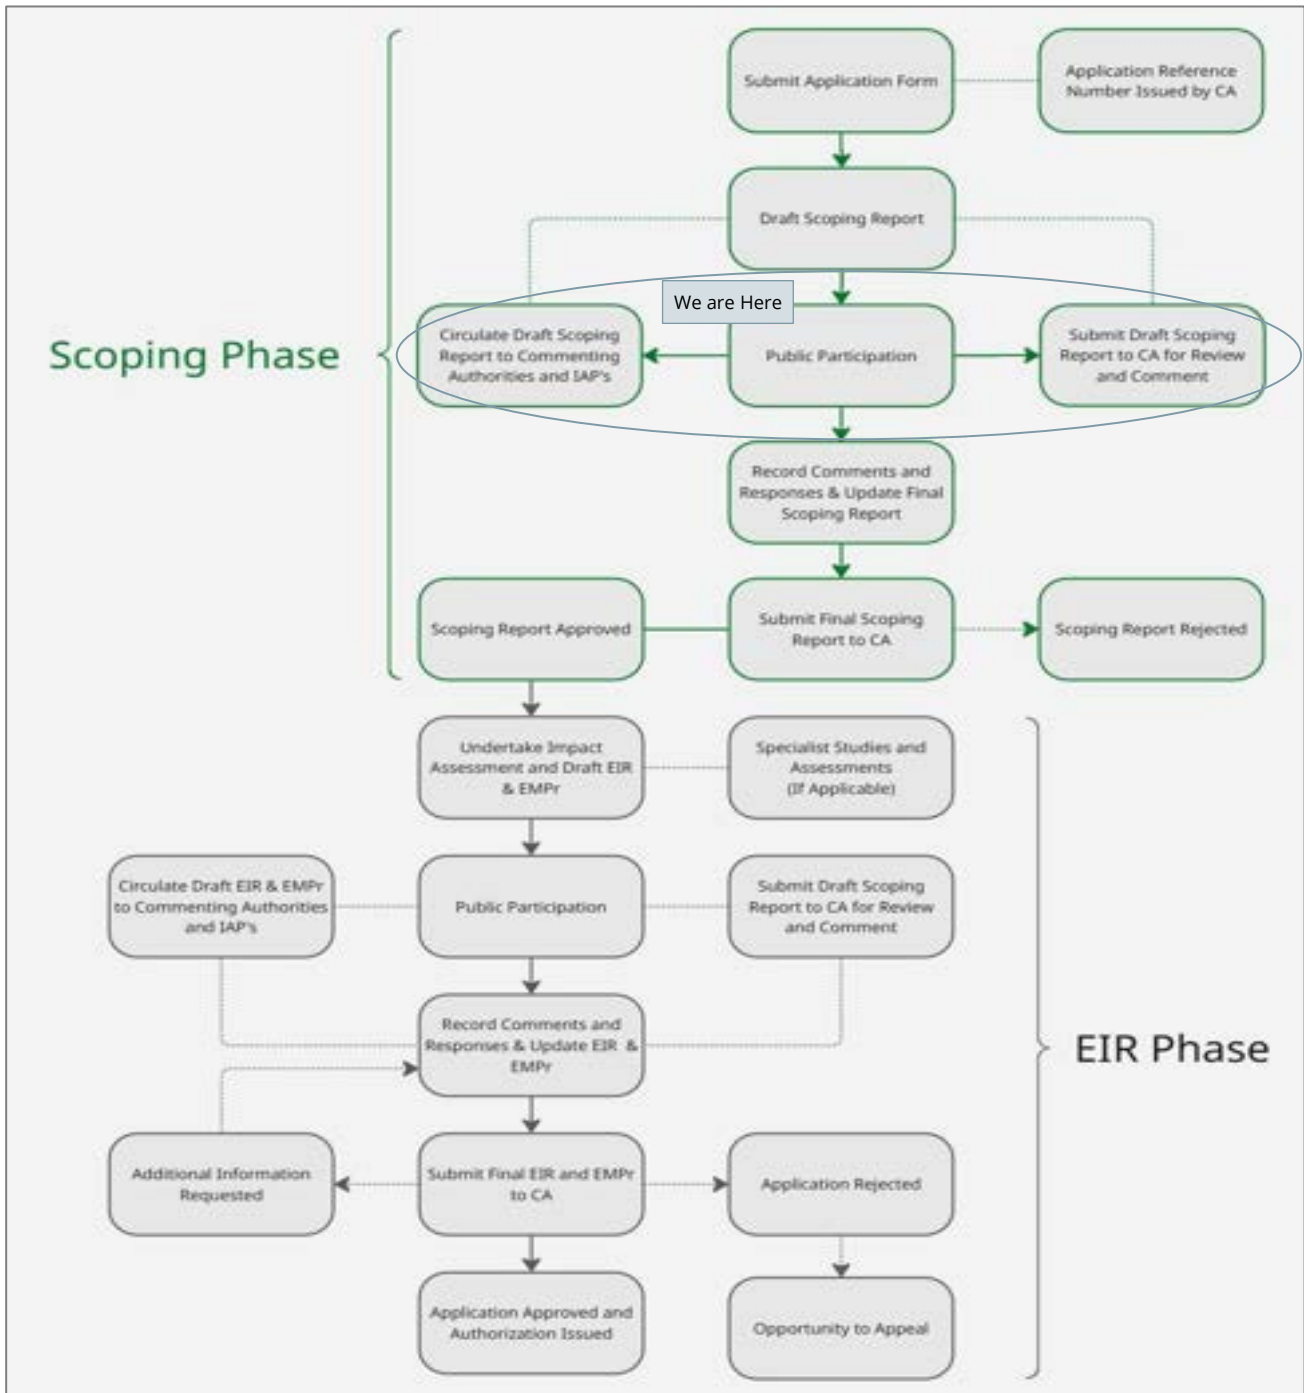 Submit Application Form
Application Reference
Number Issued by CA
Draft Scoping Report
We are Here
Scoping Phase
Circulate Draft Scoping
Report to Commenting
Authorities and IAP's
Public Participation
Submit Draft Scoping
Report to CA for Review
and Comment
Record Comments and
Responses & Update Final
Scoping Report
Scoping Report Approved
Submit Final Scoping
Report to CA
Scoping Report Rejected
Undertake Impact
Assessment and Draft EIR
& EMPr
Specialist Studies and
Assessments
(If Applicable)
Circulate Draft EIR & EMPr
to Commenting Authorities
and IAP's
Public Participation
Submit Draft Scoping
Report to CA for Review
and Comment
Record Comments and
Responses & Update EIR &
EMPr
EIR Phase
Additional Information
Requested
Submit Final EIR and EMPr
to CA
Application Rejected
Application Approved and
Authorization Issued
Opportunity to Appeal